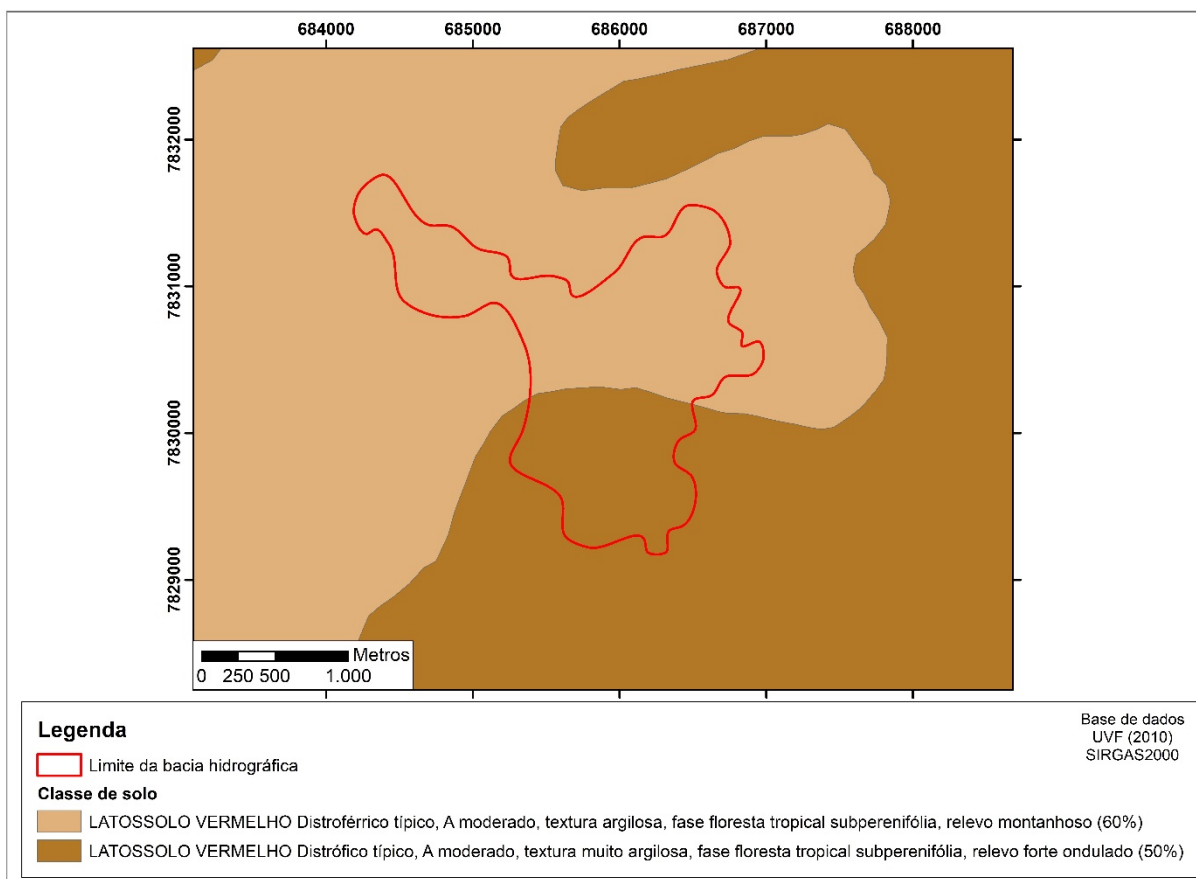 684000 685000 686000 687000 688000
7832000
7831000
7830000
7829000
Metros
0 250 500 1.000
Legenda
Limite da bacia hidrográfica
Classe de solo
LATOSSOLO VERMELHO Distroférrico típico, A moderado, textura argilosa, fase floresta tropical subperenifólia, relevo montanhoso (60%)
LATOSSOLO VERMELHO Distrófico típico, A moderado, textura muito argilosa, fase floresta tropical subperenifólia, relevo forte ondulado (50%)
Base de dados
UVF (2010)
SIRGAS2000